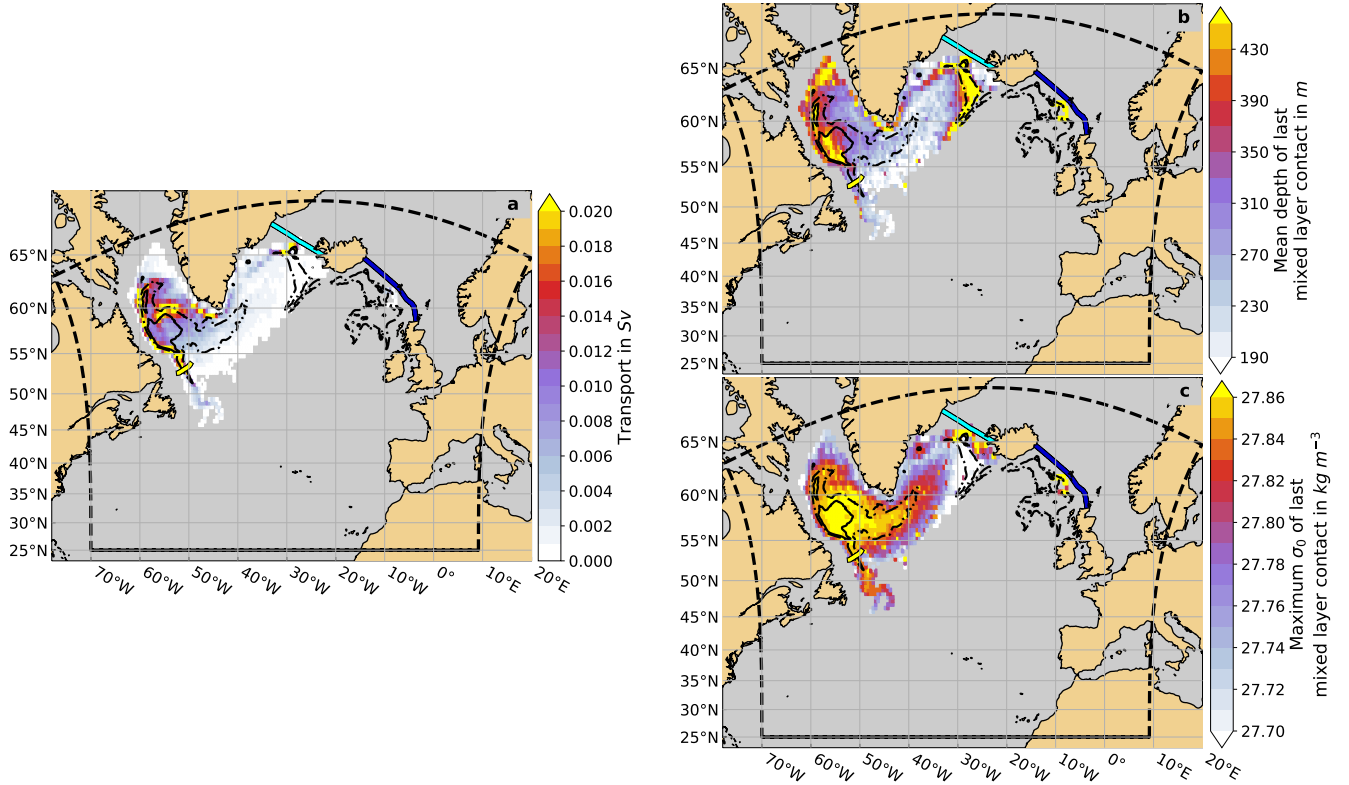 a
65°N
60°N
55°N
50°N
45°N
40°N
35°N
30°N
25°N
70°W
60°W
50°W
40°W
30°W
20°W
10°W
0°
10°E
20°E
0.020
0.018
0.016
0.014
0.012
0.010
0.008
0.006
0.004
0.002
0.000
Transport in Sv
b
65°N
60°N
55°N
50°N
45°N
40°N
35°N
30°N
25°N
430
390
350
310
270
230
190
Mean depth of last
mixed layer contact in m
c
65°N
60°N
55°N
50°N
45°N
40°N
35°N
30°N
25°N
70°W
60°W
50°W
40°W
30°W
20°W
10°W
0°
10°E
20°E
27.86
27.84
27.82
27.80
27.78
27.76
27.74
27.72
27.70
Maximum σ₀ of last
mixed layer contact in kg m⁻³